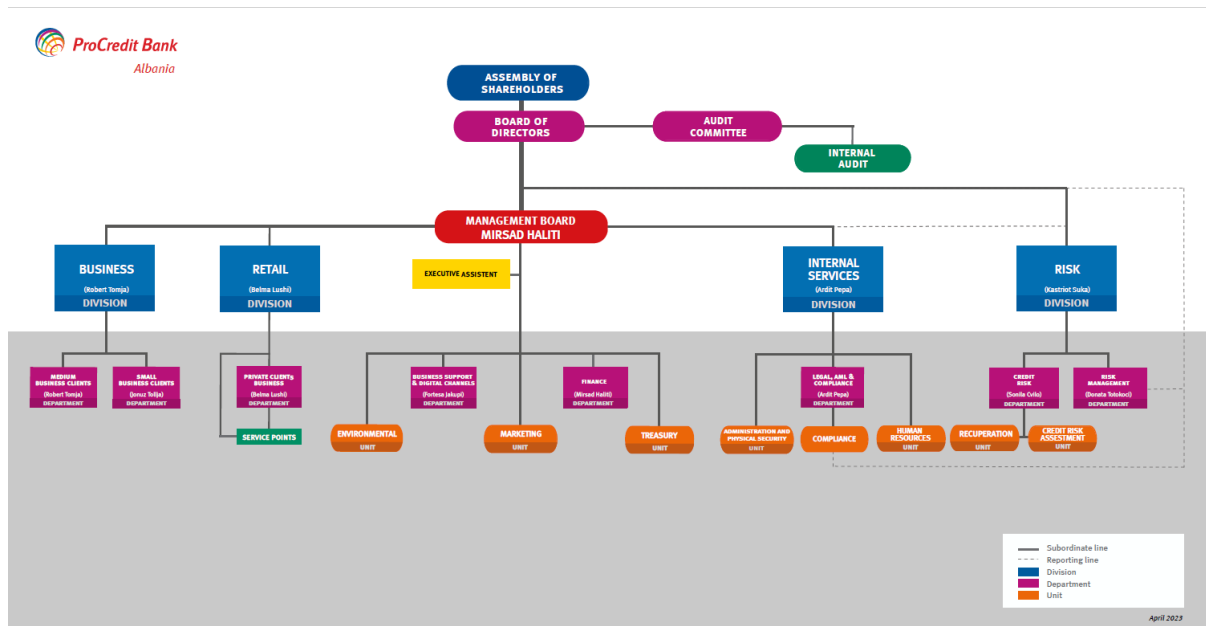 ProCredit Bank
Albania
ASSEMBLY OF
SHAREHOLDERS
BOARD OF
DIRECTORS
AUDIT
COMMITTEE
INTERNAL
AUDIT
MANAGEMENT BOARD
MIRSAD HALITI
BUSINESS
(Robert Tomja)
DIVISION
RETAIL
(Belma Lushi)
DIVISION
EXECUTIVE ASSISTENT
INTERNAL
SERVICES
(Ardit Pepa)
DIVISION
RISK
(Kastriot Suka)
DIVISION
MEDIUM
BUSINESS CLIENTS
(Robert Tomja)
DEPARTMENT
SMALL
BUSINESS CLIENTS
(Jonuz Tollja)
DEPARTMENT
PRIVATE CLIENTS
BUSINESS
(Belma Lushi)
DEPARTMENT
BUSINESS SUPPORT
& DIGITAL CHANNELS
(Fortesa Jakupi)
DEPARTMENT
FINANCE
(Mirsad Haliti)
DEPARTMENT
LEGAL, AML &
COMPLIANCE
(Ardit Pepa)
DEPARTMENT
CREDIT
RISK
(Sonila Cvilo)
DEPARTMENT
RISK
MANAGEMENT
(Donata Totokoci)
DEPARTMENT
SERVICE POINTS
ENVIRONMENTAL
UNIT
MARKETING
UNIT
TREASURY
UNIT
ADMINISTRATION AND
PHYSICAL SECURITY
UNIT
COMPLIANCE
HUMAN
RESOURCES
UNIT
RECUPERATION
UNIT
CREDIT RISK
ASSESTMENT
UNIT
Subordinate line
Reporting line
Division
Department
Unit
April 2023